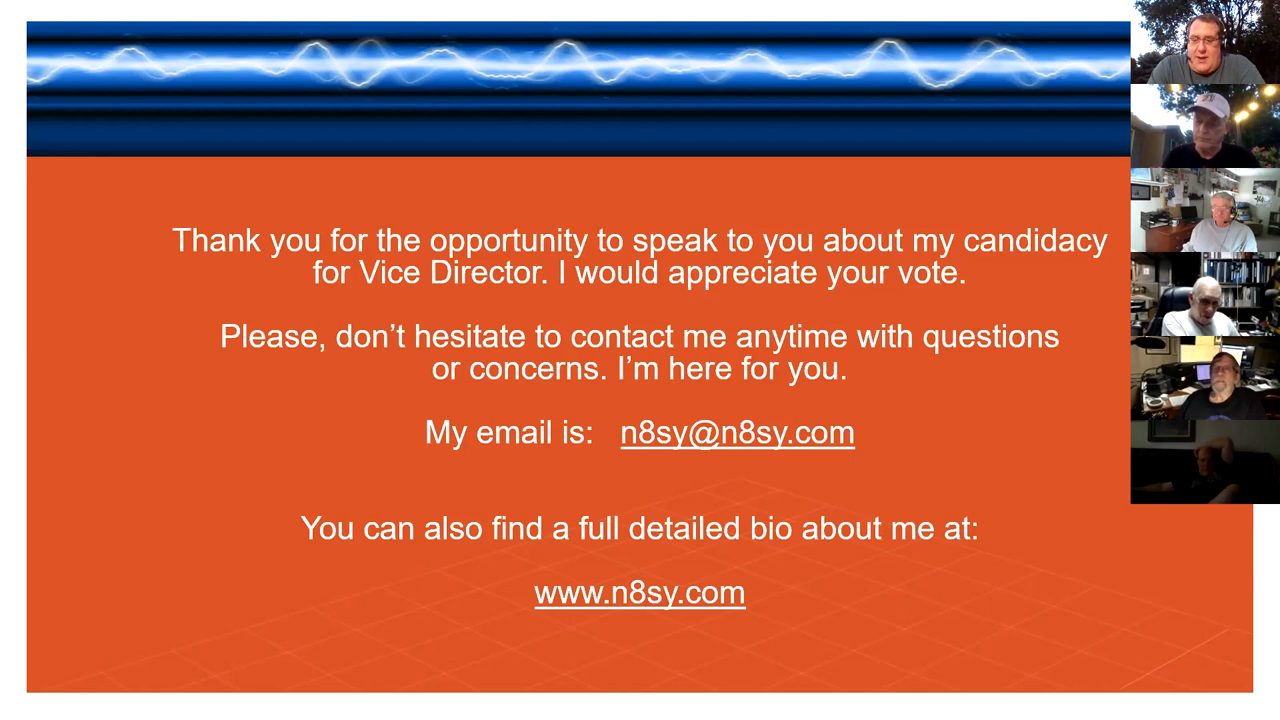 Thank you for the opportunity to speak to you about my candidacy
for Vice Director. I would appreciate your vote.
Please, don’t hesitate to contact me anytime with questions
or concerns. I’m here for you.
My email is: n8sy@n8sy.com
You can also find a full detailed bio about me at:
www.n8sy.com